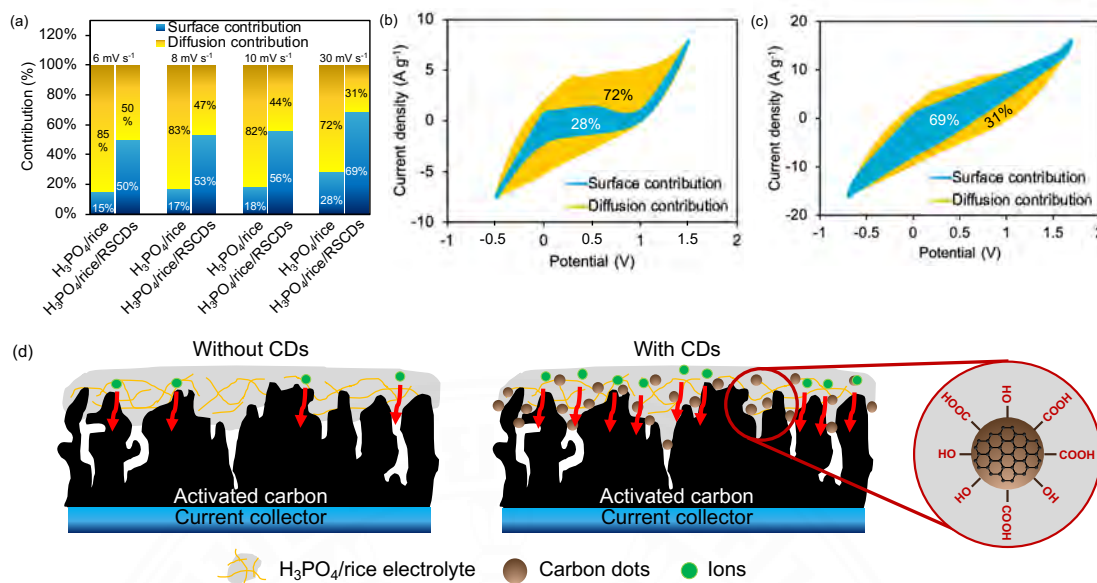 (a)
Surface contribution
Diffusion contribution
6 mV s⁻¹
8 mV s⁻¹
10 mV s⁻¹
30 mV s⁻¹
Contribution (%)
100%
80%
60%
40%
20%
0%
85
%
15%
50
%
50%
83%
17%
47%
53%
82%
18%
44%
56%
72%
28%
31%
69%
H₃PO₄/rice
H₃PO₄/rice/RSCDs
H₃PO₄/rice
H₃PO₄/rice/RSCDs
H₃PO₄/rice
H₃PO₄/rice/RSCDs
H₃PO₄/rice
H₃PO₄/rice/RSCDs
(b)
Current density (A g⁻¹)
10
5
0
-5
-10
72%
28%
Surface contribution
Diffusion contribution
-1
-0.5
0
0.5
1
1.5
2
Potential (V)
(c)
Current density (A g⁻¹)
20
10
0
-10
-20
69%
31%
Surface contribution
Diffusion contribution
-1
-0.5
0
0.5
1
1.5
2
Potential (V)
(d)
Without CDs
Activated carbon
Current collector
With CDs
Activated carbon
Current collector
HO
HOOC
COOH
HO
COOH
HO
OH
COOH
H₃PO₄/rice electrolyte
Carbon dots
Ions